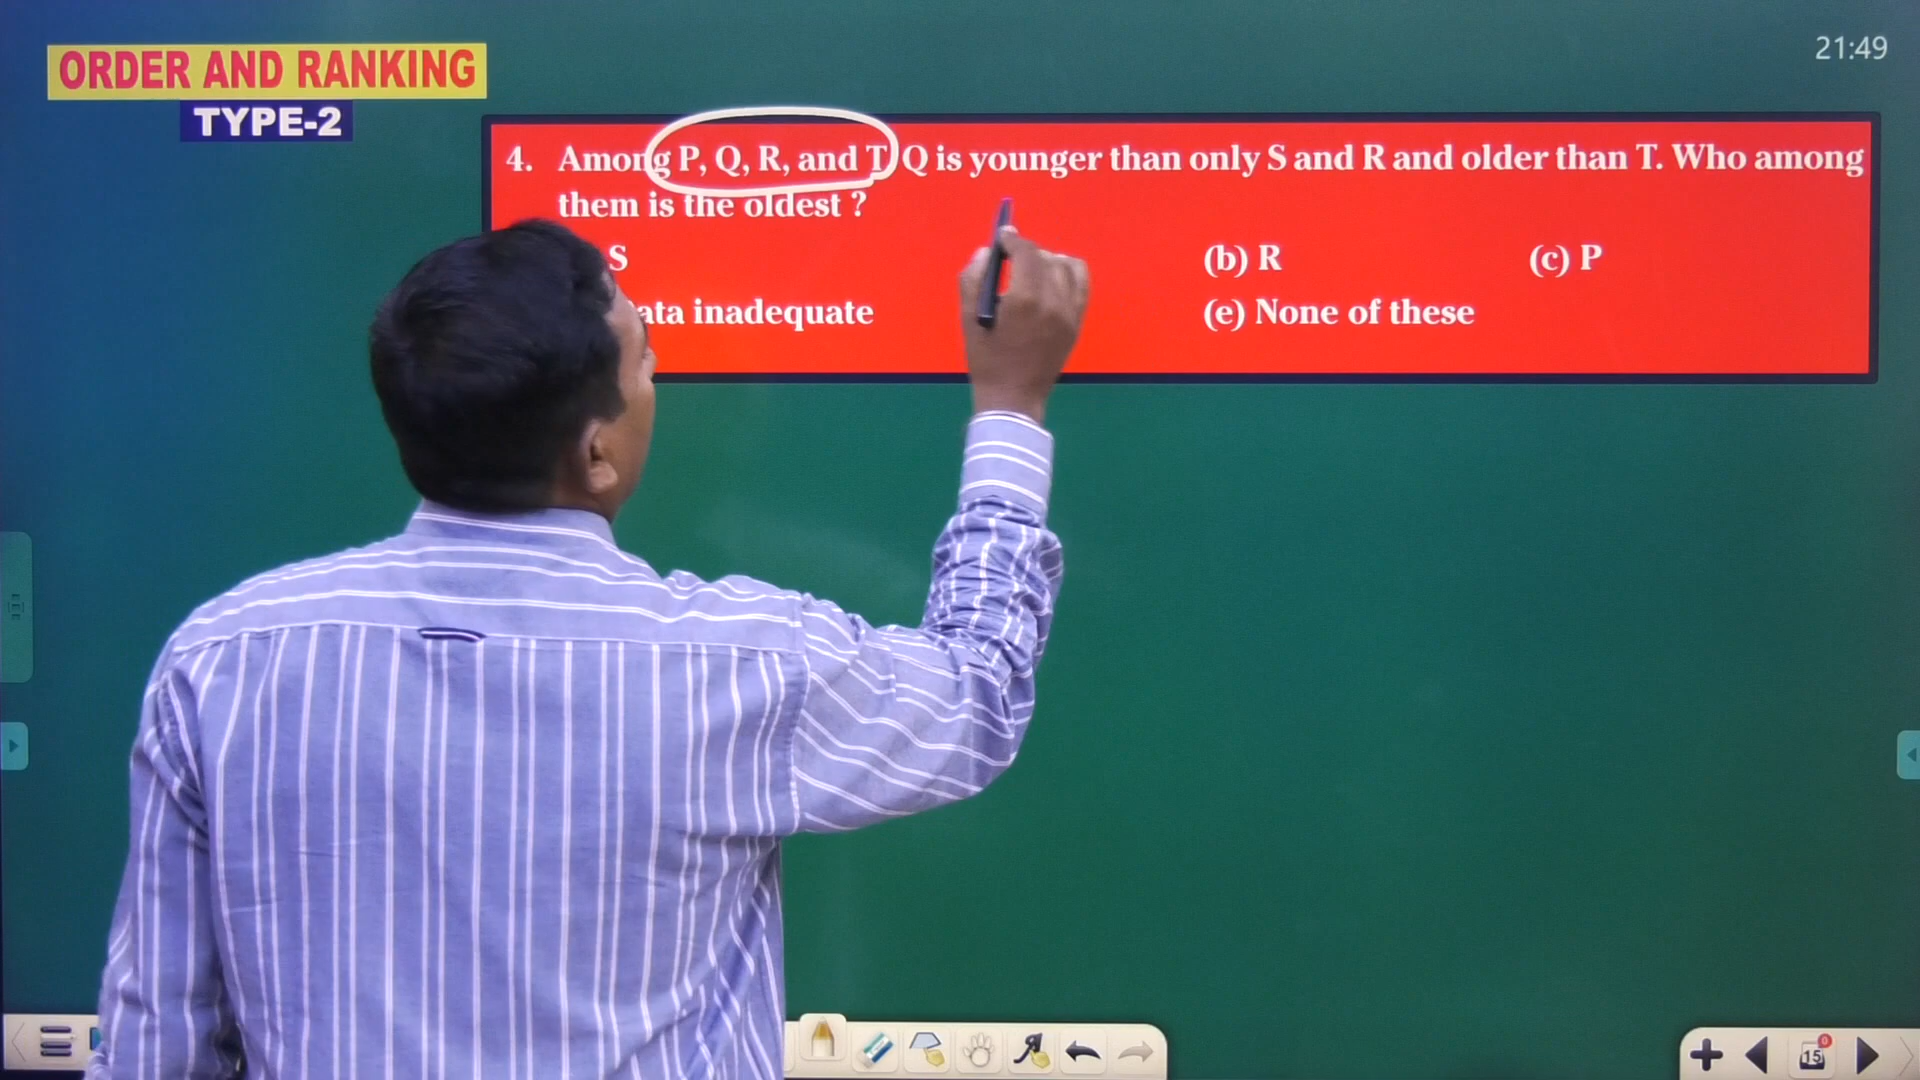 ORDER AND RANKING
TYPE-2
21:49
4. Among P, Q, R, and T Q is younger than only S and R and older than T. Who among
them is the oldest ?
S
(b) R
(c) P
ata inadequate
(e) None of these
15
0